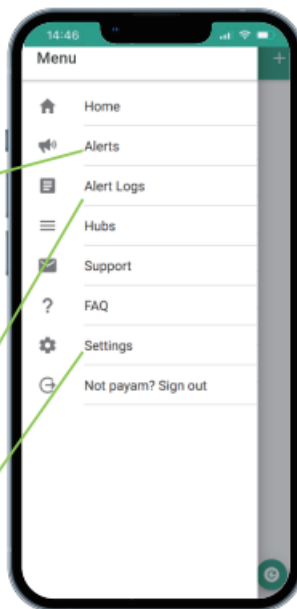 14:46
Menu
Home
Alerts
Alert Logs
Hubs
Support
FAQ
Settings
Not payam? Sign out